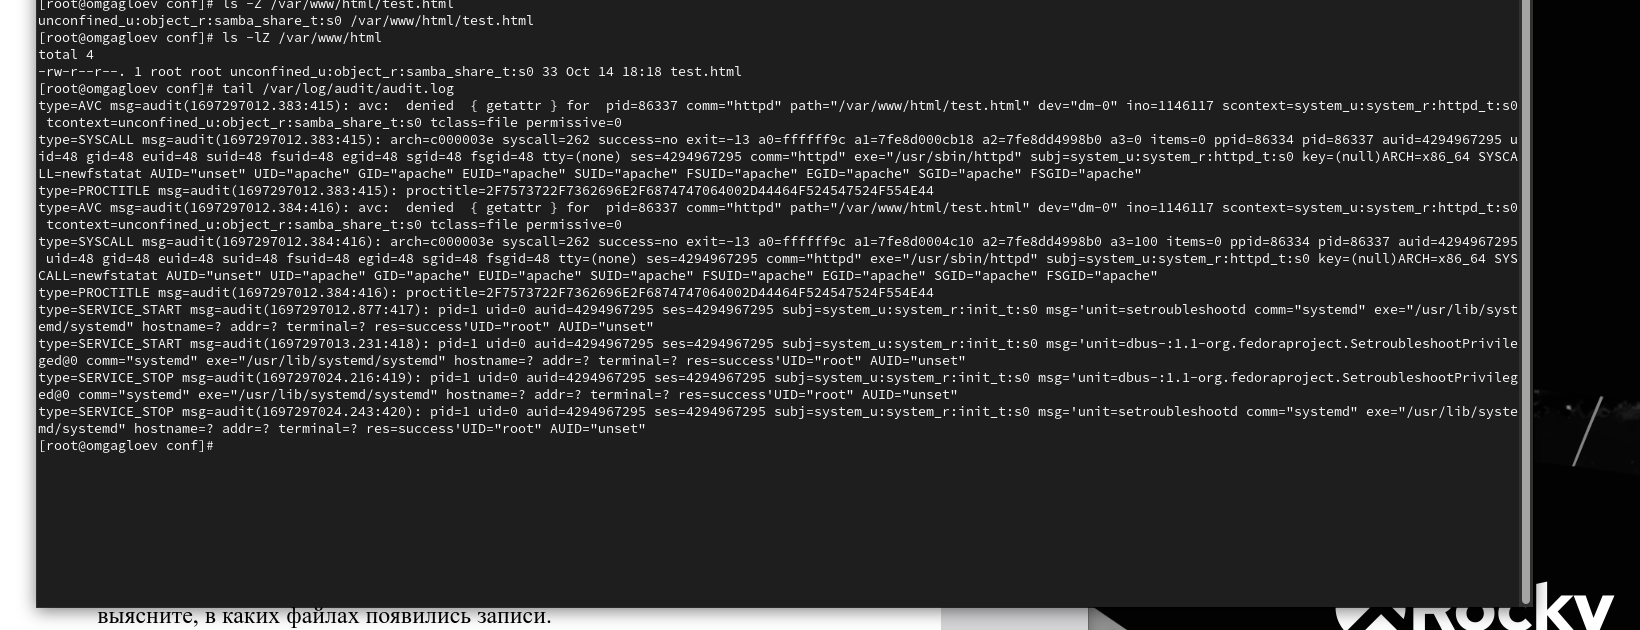 [root@omgagloev conf]# ls -Z /var/www/html/test.html
unconfined_u:object_r:samba_share_t:s0 /var/www/html/test.html
[root@omgagloev conf]# ls -lZ /var/www/html
total 4
-rw-r--r--. 1 root root unconfined_u:object_r:samba_share_t:s0 33 Oct 14 18:18 test.html
[root@omgagloev conf]# tail /var/log/audit/audit.log
type=AVC msg=audit(1697297012.383:415): avc:  denied  { getattr } for  pid=86337 comm="httpd" path="/var/www/html/test.html" dev="dm-0" ino=1146117 scontext=system_u:system_r:httpd_t:s0
 tcontext=unconfined_u:object_r:samba_share_t:s0 tclass=file permissive=0
type=SYSCALL msg=audit(1697297012.383:415): arch=c000003e syscall=262 success=no exit=-13 a0=ffffff9c a1=7fe8d000cb18 a2=7fe8dd4998b0 a3=0 items=0 ppid=86334 pid=86337 auid=4294967295 u
id=48 gid=48 euid=48 suid=48 fsuid=48 egid=48 sgid=48 fsgid=48 tty=(none) ses=4294967295 comm="httpd" exe="/usr/sbin/httpd" subj=system_u:system_r:httpd_t:s0 key=(null)ARCH=x86_64 SYSCA
LL=newfstatat AUID="unset" UID="apache" GID="apache" EUID="apache" SUID="apache" FSUID="apache" EGID="apache" SGID="apache" FSGID="apache"
type=PROCTITLE msg=audit(1697297012.383:415): proctitle=2F7573722F7362696E2F6874747064002D44464F524547524F554E44
type=AVC msg=audit(1697297012.384:416): avc:  denied  { getattr } for  pid=86337 comm="httpd" path="/var/www/html/test.html" dev="dm-0" ino=1146117 scontext=system_u:system_r:httpd_t:s0
 tcontext=unconfined_u:object_r:samba_share_t:s0 tclass=file permissive=0
type=SYSCALL msg=audit(1697297012.384:416): arch=c000003e syscall=262 success=no exit=-13 a0=ffffff9c a1=7fe8d0004c10 a2=7fe8dd4998b0 a3=100 items=0 ppid=86334 pid=86337 auid=4294967295
 uid=48 gid=48 euid=48 suid=48 fsuid=48 egid=48 sgid=48 fsgid=48 tty=(none) ses=4294967295 comm="httpd" exe="/usr/sbin/httpd" subj=system_u:system_r:httpd_t:s0 key=(null)ARCH=x86_64 SYS
CALL=newfstatat AUID="unset" UID="apache" GID="apache" EUID="apache" SUID="apache" FSUID="apache" EGID="apache" SGID="apache" FSGID="apache"
type=PROCTITLE msg=audit(1697297012.384:416): proctitle=2F7573722F7362696E2F6874747064002D44464F524547524F554E44
type=SERVICE_START msg=audit(1697297012.877:417): pid=1 uid=0 auid=4294967295 ses=4294967295 subj=system_u:system_r:init_t:s0 msg='unit=setroubleshootd comm="systemd" exe="/usr/lib/syst
emd/systemd" hostname=? addr=? terminal=? res=success'UID="root" AUID="unset"
type=SERVICE_START msg=audit(1697297013.231:418): pid=1 uid=0 auid=4294967295 ses=4294967295 subj=system_u:system_r:init_t:s0 msg='unit=dbus-:1.1-org.fedoraproject.SetroubleshootPrivile
ged@0 comm="systemd" exe="/usr/lib/systemd/systemd" hostname=? addr=? terminal=? res=success'UID="root" AUID="unset"
type=SERVICE_STOP msg=audit(1697297024.216:419): pid=1 uid=0 auid=4294967295 ses=4294967295 subj=system_u:system_r:init_t:s0 msg='unit=dbus-:1.1-org.fedoraproject.SetroubleshootPrivileg
ed@0 comm="systemd" exe="/usr/lib/systemd/systemd" hostname=? addr=? terminal=? res=success'UID="root" AUID="unset"
type=SERVICE_STOP msg=audit(1697297024.243:420): pid=1 uid=0 auid=4294967295 ses=4294967295 subj=system_u:system_r:init_t:s0 msg='unit=setroubleshootd comm="systemd" exe="/usr/lib/syste
md/systemd" hostname=? addr=? terminal=? res=success'UID="root" AUID="unset"
[root@omgagloev conf]#
выясните, в каких файлах появились записи.
Rocky